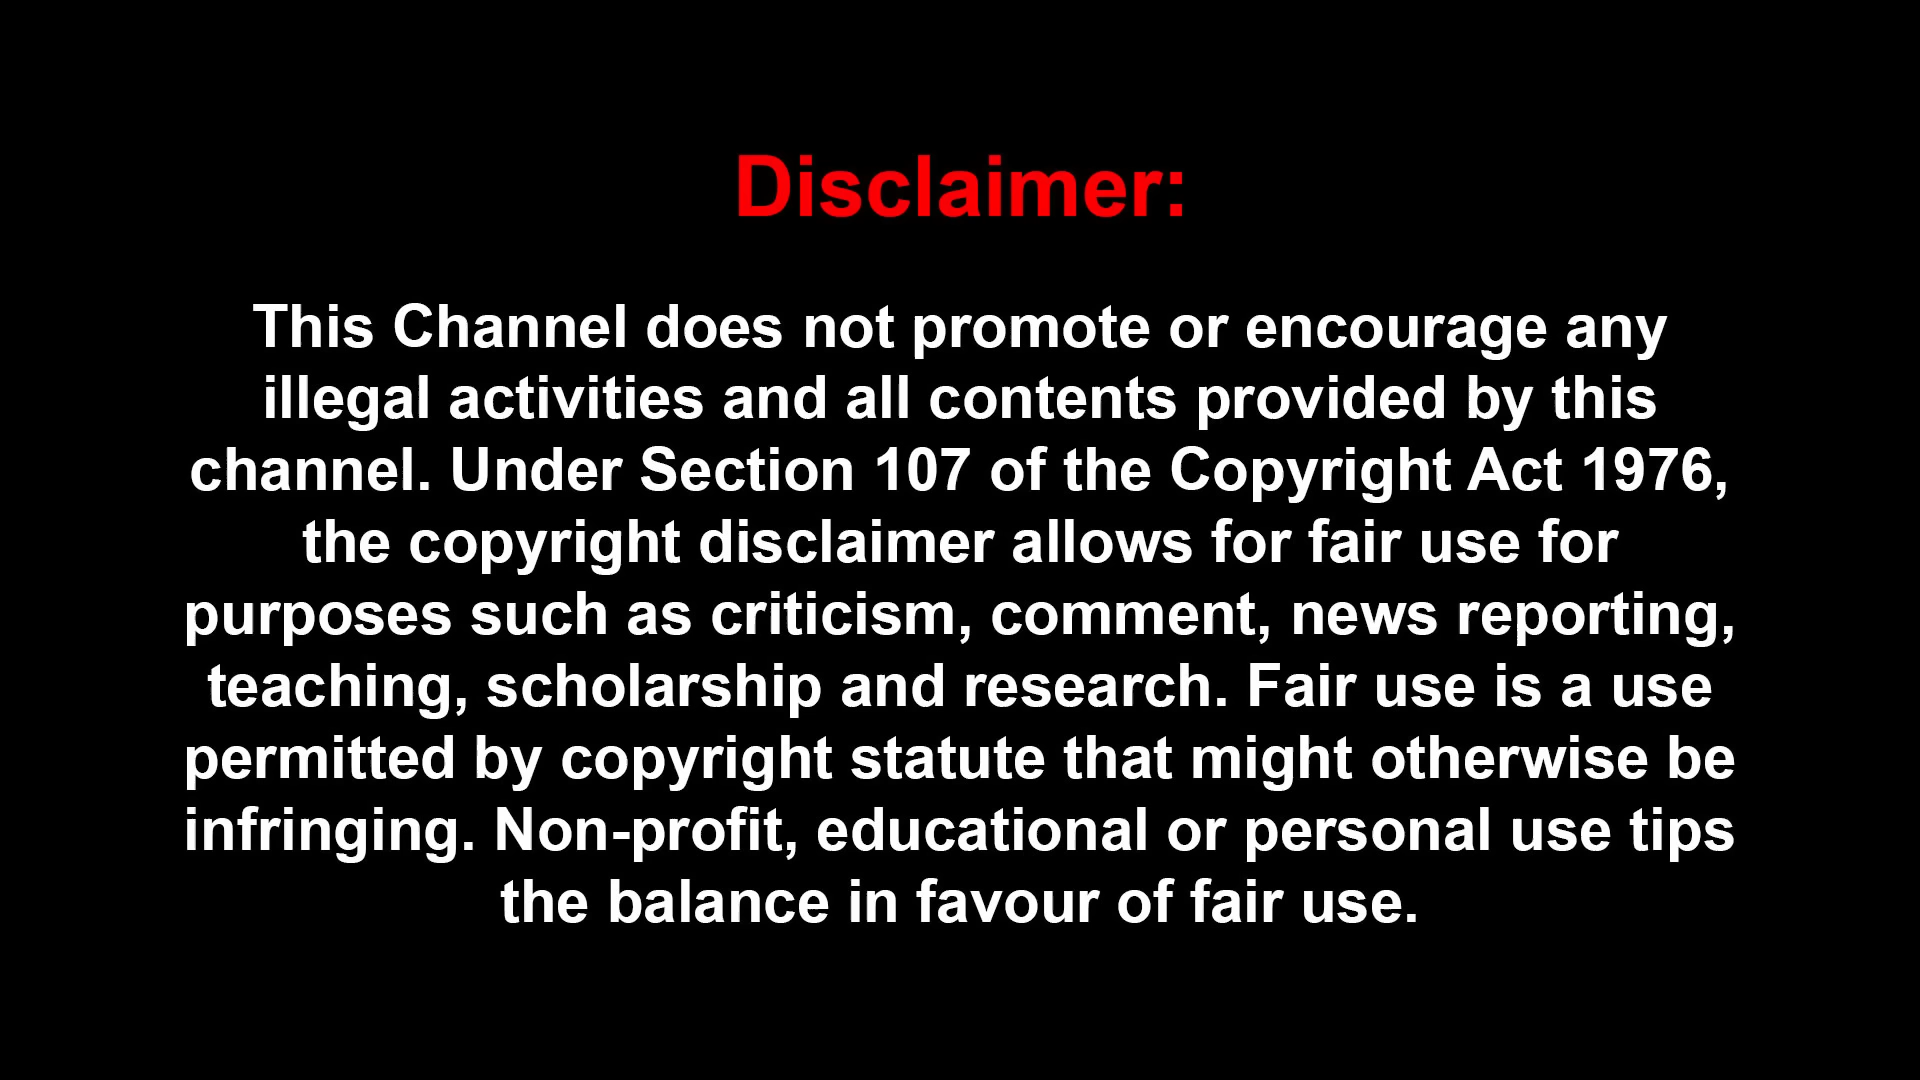 Disclaimer:
This Channel does not promote or encourage any
illegal activities and all contents provided by this
channel. Under Section 107 of the Copyright Act 1976,
the copyright disclaimer allows for fair use for
purposes such as criticism, comment, news reporting,
teaching, scholarship and research. Fair use is a use
permitted by copyright statute that might otherwise be
infringing. Non-profit, educational or personal use tips
the balance in favour of fair use.